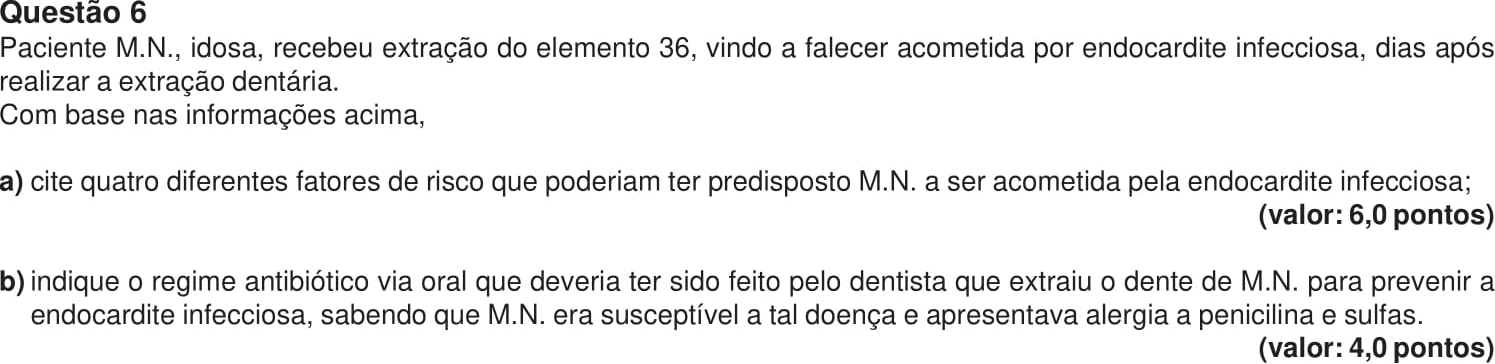 Questão 6
Paciente M.N., idosa, recebeu extração do elemento 36, vindo a falecer acometida por endocardite infecciosa, dias após
realizar a extração dentária.
Com base nas informações acima,
a) cite quatro diferentes fatores de risco que poderiam ter predisposto M.N. a ser acometida pela endocardite infecciosa;
(valor: 6,0 pontos)
b) indique o regime antibiótico via oral que deveria ter sido feito pelo dentista que extraiu o dente de M.N. para prevenir a
endocardite infecciosa, sabendo que M.N. era susceptível a tal doença e apresentava alergia a penicilina e sulfas.
(valor: 4,0 pontos)